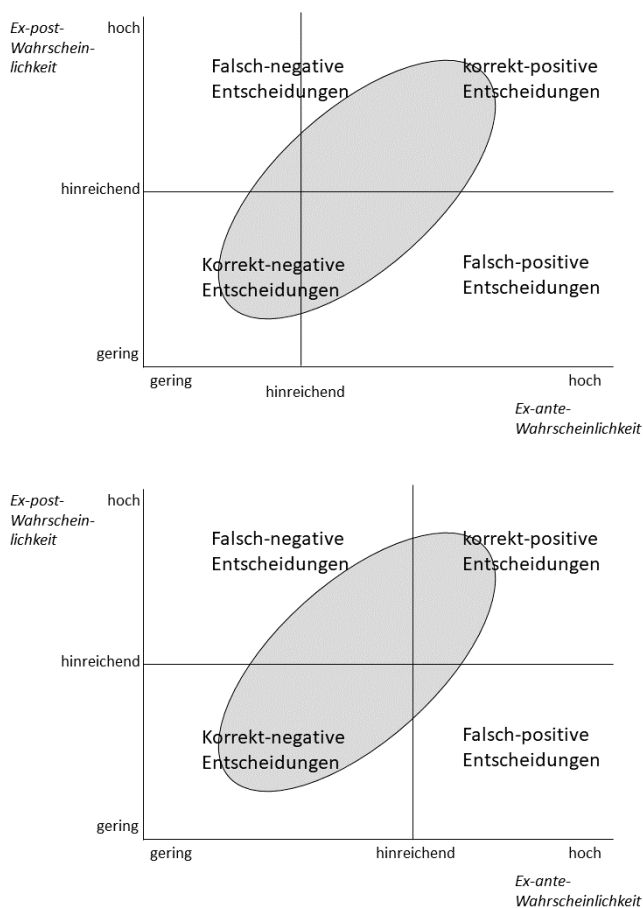 Ex-post-
Wahrschein-
lichkeit
hoch
Falsch-negative
Entscheidungen
korrekt-positive
Entscheidungen
hinreichend
Korrekt-negative
Entscheidungen
Falsch-positive
Entscheidungen
gering
gering
hinreichend
hoch
Ex-ante-
Wahrscheinlichkeit
Ex-post-
Wahrschein-
lichkeit
hoch
Falsch-negative
Entscheidungen
korrekt-positive
Entscheidungen
hinreichend
Korrekt-negative
Entscheidungen
Falsch-positive
Entscheidungen
gering
gering
hinreichend
hoch
Ex-ante-
Wahrscheinlichkeit